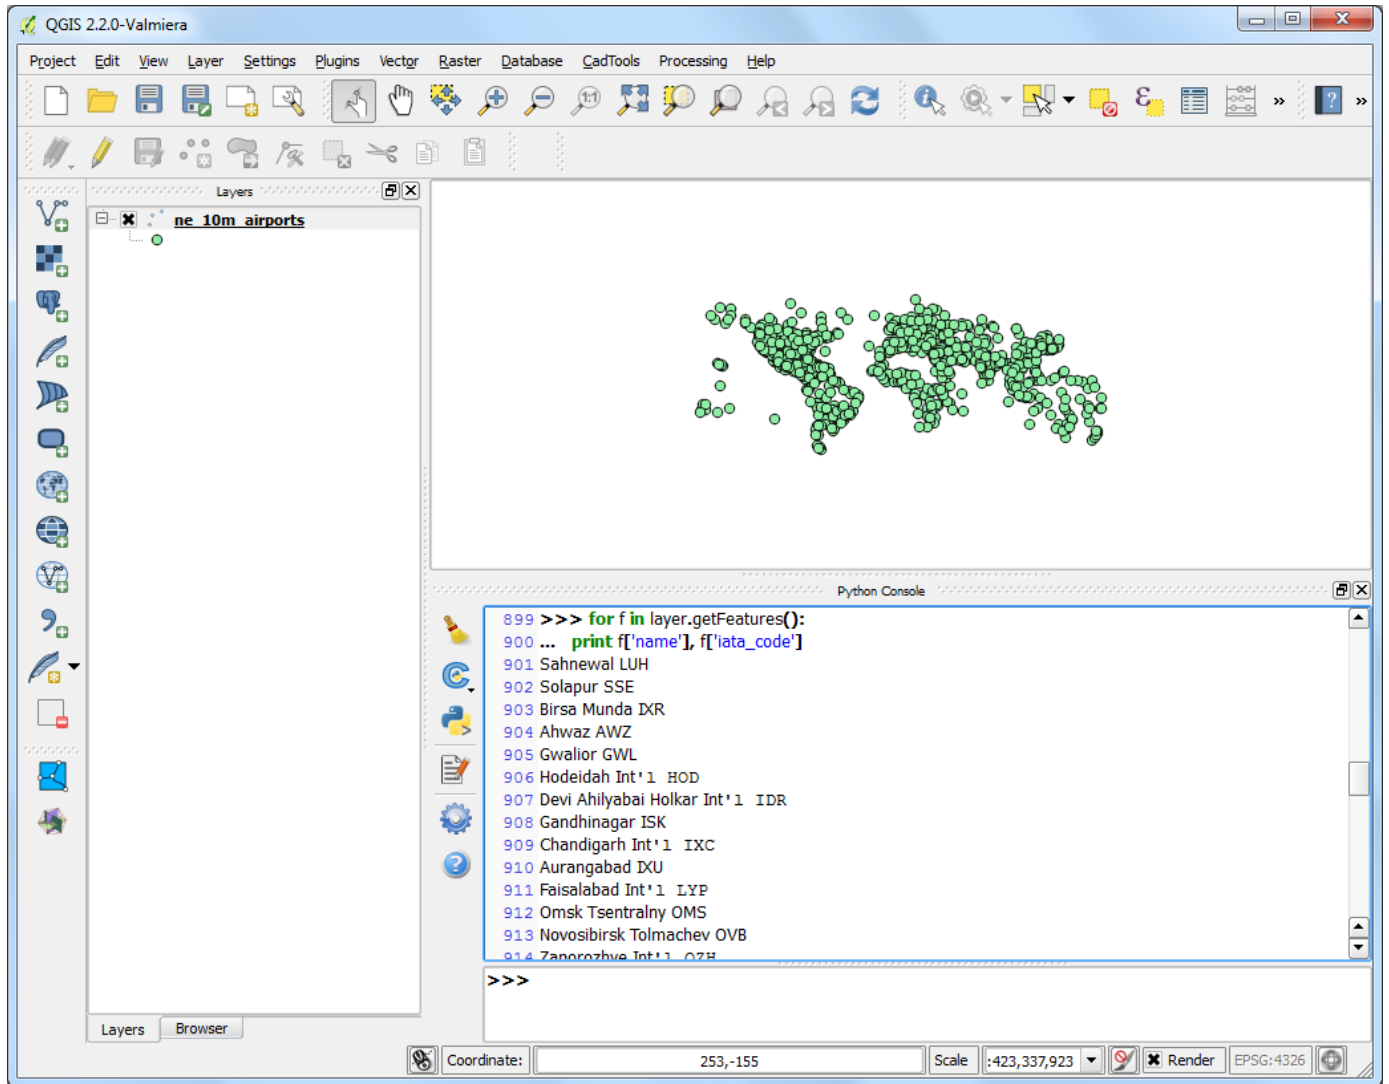 QGIS 2.2.0-Valmiera
Project Edit View Layer Settings Plugins Vector Raster Database CadTools Processing Help
Layers
ne_10m_airports
Python Console
899 >>> for f in layer.getFeatures():
900 ... print f['name'], f['iata_code']
901 Sahnewal LUH
902 Solapur SSE
903 Birsa Munda IXR
904 Ahwaz AWZ
905 Gwalior GWL
906 Hodeidah Int'l HOD
907 Devi Ahilyabai Holkar Int'l IDR
908 Gandhinagar ISK
909 Chandigarh Int'l IXC
910 Aurangabad IXU
911 Faisalabad Int'l LYP
912 Omsk Tsentralny OMS
913 Novosibirsk Tolmachev OVB
914 Zaporozhye Int'l OZH
>>>
Layers Browser
Coordinate: 253,-155 Scale :423,337,923 Render EPSG:4326